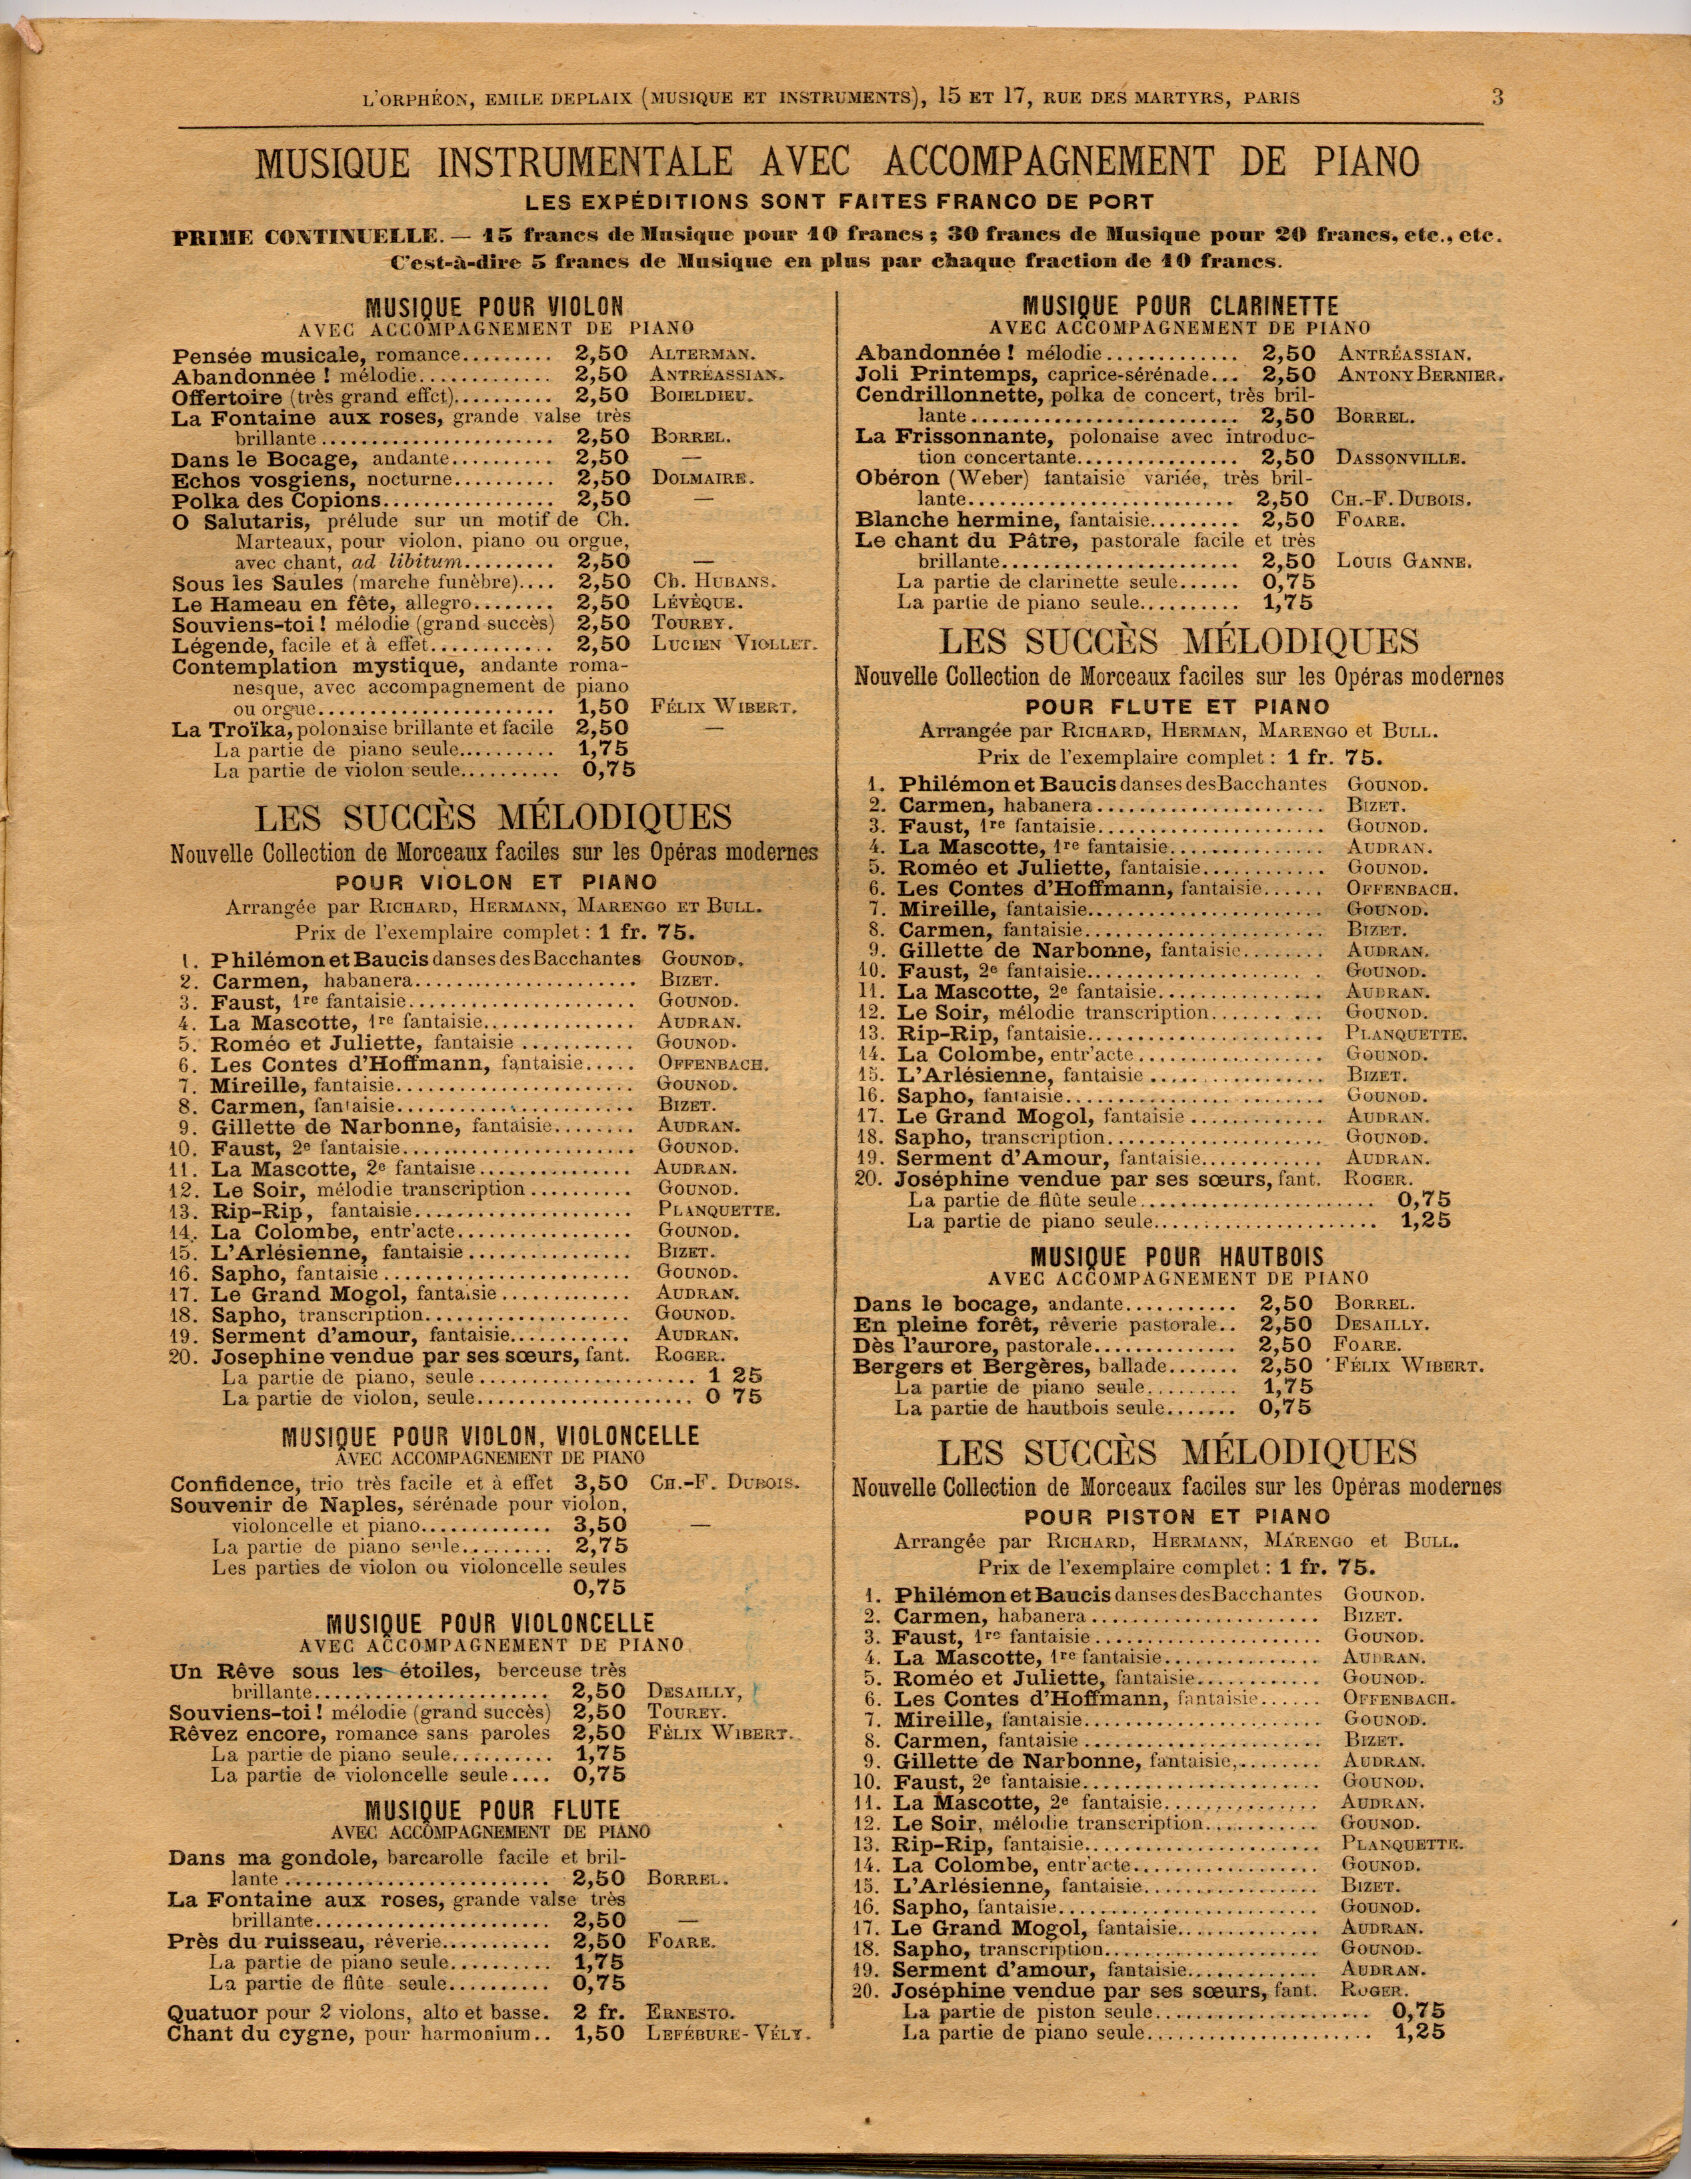 L'ORPHÉON, EMILE DEPLAIX (MUSIQUE ET INSTRUMENTS), 15 ET 17, RUE DES MARTYRS, PARIS 3
MUSIQUE INSTRUMENTALE AVEC ACCOMPAGNEMENT DE PIANO
LES EXPÉDITIONS SONT FAITES FRANCO DE PORT
PRIME CONTINUELLE. — 15 francs de Musique pour 10 francs ; 30 francs de Musique pour 20 francs, etc., etc.
C'est-à-dire 5 francs de Musique en plus par chaque fraction de 10 francs.
MUSIQUE POUR VIOLON
AVEC ACCOMPAGNEMENT DE PIANO
Pensée musicale, romance......... 2,50 ALTERMAN.
Abandonnée ! mélodie............. 2,50 ANTRÉASSIAN.
Offertoire (très grand effet).......... 2,50 BOIELDIEU.
La Fontaine aux roses, grande valse très
brillante....................... 2,50 BORREL.
Dans le Bocage, andante.......... 2,50 —
Echos vosgiens, nocturne.......... 2,50 DOLMAIRE.
Polka des Copions................. 2,50 —
O Salutaris, prélude sur un motif de Ch.
Marteaux, pour violon, piano ou orgue,
avec chant, ad libitum......... 2,50 —
Sous les Saules (marche funèbre).... 2,50 Ch. HUBANS.
Le Hameau en fête, allegro........ 2,50 LÉVÊQUE.
Souviens-toi ! mélodie (grand succès) 2,50 TOUREY.
Légende, facile et à effet............ 2,50 LUCIEN VIOLLET.
Contemplation mystique, andante roma-
nesque, avec accompagnement de piano
ou orgue....................... 1,50 FÉLIX WIBERT.
La Troïka, polonaise brillante et facile 2,50 —
La partie de piano seule.......... 1,75
La partie de violon seule.......... 0,75
LES SUCCÈS MÉLODIQUES
Nouvelle Collection de Morceaux faciles sur les Opéras modernes
POUR VIOLON ET PIANO
Arrangée par RICHARD, HERMANN, MARENGO ET BULL.
Prix de l'exemplaire complet : 1 fr. 75.
1. Philémon et Baucis danses des Bacchantes GOUNOD.
2. Carmen, habanera...................... BIZET.
3. Faust, 1re fantaisie...................... GOUNOD.
4. La Mascotte, 1re fantaisie............... AUDRAN.
5. Roméo et Juliette, fantaisie........... GOUNOD.
6. Les Contes d'Hoffmann, fantaisie..... OFFENBACH.
7. Mireille, fantaisie....................... GOUNOD.
8. Carmen, fantaisie....................... BIZET.
9. Gillette de Narbonne, fantaisie........ AUDRAN.
10. Faust, 2e fantaisie....................... GOUNOD.
11. La Mascotte, 2e fantaisie............... AUDRAN.
12. Le Soir, mélodie transcription.......... GOUNOD.
13. Rip-Rip, fantaisie..................... PLANQUETTE.
14. La Colombe, entr'acte................. GOUNOD.
15. L'Arlésienne, fantaisie................ BIZET.
16. Sapho, fantaisie........................ GOUNOD.
17. Le Grand Mogol, fantaisie............. AUDRAN.
18. Sapho, transcription.................... GOUNOD.
19. Serment d'amour, fantaisie............ AUDRAN.
20. Josephine vendue par ses sœurs, fant. ROGER.
La partie de piano, seule..................... 1 25
La partie de violon, seule..................... 0 75
MUSIQUE POUR VIOLON, VIOLONCELLE
AVEC ACCOMPAGNEMENT DE PIANO
Confidence, trio très facile et à effet 3,50 CH.-F. DUBOIS.
Souvenir de Naples, sérénade pour violon,
violoncelle et piano............. 3,50 —
La partie de piano seule......... 2,75
Les parties de violon ou violoncelle seules
0,75
MUSIQUE POUR VIOLONCELLE
AVEC ACCOMPAGNEMENT DE PIANO
Un Rêve sous les étoiles, berceuse très
brillante....................... 2,50 DESAILLY,
Souviens-toi ! mélodie (grand succès) 2,50 TOUREY.
Rêvez encore, romance sans paroles 2,50 FÉLIX WIBERT.
La partie de piano seule.......... 1,75
La partie de violoncelle seule.... 0,75
MUSIQUE POUR FLUTE
AVEC ACCOMPAGNEMENT DE PIANO
Dans ma gondole, barcarolle facile et bril-
lante.......................... 2,50 BORREL.
La Fontaine aux roses, grande valse très
brillante....................... 2,50 —
Près du ruisseau, rêverie........... 2,50 FOARE.
La partie de piano seule.......... 1,75
La partie de flûte seule.......... 0,75
Quatuor pour 2 violons, alto et basse. 2 fr. ERNESTO.
Chant du cygne, pour harmonium.. 1,50 LEFÉBURE-VÉLY.
MUSIQUE POUR CLARINETTE
AVEC ACCOMPAGNEMENT DE PIANO
Abandonnée ! mélodie............. 2,50 ANTRÉASSIAN.
Joli Printemps, caprice-sérénade... 2,50 ANTONY BERNIER.
Cendrillonnette, polka de concert, très bril-
lante.......................... 2,50 BORREL.
La Frissonnante, polonaise avec introduc-
tion concertante................ 2,50 DASSONVILLE.
Obéron (Weber) fantaisie variée, très bril-
lante.......................... 2,50 CH.-F. DUBOIS.
Blanche hermine, fantaisie......... 2,50 FOARE.
Le chant du Pâtre, pastorale facile et très
brillante....................... 2,50 LOUIS GANNE.
La partie de clarinette seule...... 0,75
La partie de piano seule.......... 1,75
LES SUCCÈS MÉLODIQUES
Nouvelle Collection de Morceaux faciles sur les Opéras modernes
POUR FLUTE ET PIANO
Arrangée par RICHARD, HERMAN, MARENGO et BULL.
Prix de l'exemplaire complet : 1 fr. 75.
1. Philémon et Baucis danses des Bacchantes GOUNOD.
2. Carmen, habanera...................... BIZET.
3. Faust, 1re fantaisie...................... GOUNOD.
4. La Mascotte, 1re fantaisie............... AUDRAN.
5. Roméo et Juliette, fantaisie............ GOUNOD.
6. Les Contes d'Hoffmann, fantaisie...... OFFENBACH.
7. Mireille, fantaisie....................... GOUNOD.
8. Carmen, fantaisie....................... BIZET.
9. Gillette de Narbonne, fantaisie........ AUDRAN.
10. Faust, 2e fantaisie....................... GOUNOD.
11. La Mascotte, 2e fantaisie................ AUDRAN.
12. Le Soir, mélodie transcription.......... GOUNOD.
13. Rip-Rip, fantaisie....................... PLANQUETTE.
14. La Colombe, entr'acte.................. GOUNOD.
15. L'Arlésienne, fantaisie................. BIZET.
16. Sapho, fantaisie......................... GOUNOD.
17. Le Grand Mogol, fantaisie............. AUDRAN.
18. Sapho, transcription..................... GOUNOD.
19. Serment d'Amour, fantaisie............ AUDRAN.
20. Joséphine vendue par ses sœurs, fant. ROGER.
La partie de flûte seule....................... 0,75
La partie de piano seule...................... 1,25
MUSIQUE POUR HAUTBOIS
AVEC ACCOMPAGNEMENT DE PIANO
Dans le bocage, andante........... 2,50 BORREL.
En pleine forêt, rêverie pastorale.. 2,50 DESAILLY.
Dès l'aurore, pastorale.............. 2,50 FOARE.
Bergers et Bergères, ballade....... 2,50 FÉLIX WIBERT.
La partie de piano seule......... 1,75
La partie de hautbois seule....... 0,75
LES SUCCÈS MÉLODIQUES
Nouvelle Collection de Morceaux faciles sur les Opéras modernes
POUR PISTON ET PIANO
Arrangée par RICHARD, HERMANN, MARENGO et BULL.
Prix de l'exemplaire complet : 1 fr. 75.
1. Philémon et Baucis danses des Bacchantes GOUNOD.
2. Carmen, habanera...................... BIZET.
3. Faust, 1re fantaisie...................... GOUNOD.
4. La Mascotte, 1re fantaisie............... AUDRAN.
5. Roméo et Juliette, fantaisie............ GOUNOD.
6. Les Contes d'Hoffmann, fantaisie...... OFFENBACH.
7. Mireille, fantaisie....................... GOUNOD.
8. Carmen, fantaisie....................... BIZET.
9. Gillette de Narbonne, fantaisie,........ AUDRAN.
10. Faust, 2e fantaisie....................... GOUNOD.
11. La Mascotte, 2e fantaisie............... AUDRAN.
12. Le Soir, mélodie transcription........... GOUNOD.
13. Rip-Rip, fantaisie....................... PLANQUETTE.
14. La Colombe, entr'acte.................. GOUNOD.
15. L'Arlésienne, fantaisie................. BIZET.
16. Sapho, fantaisie......................... GOUNOD.
17. Le Grand Mogol, fantaisie.............. AUDRAN.
18. Sapho, transcription..................... GOUNOD.
19. Serment d'amour, fantaisie............. AUDRAN.
20. Joséphine vendue par ses sœurs, fant. ROGER.
La partie de piston seule..................... 0,75
La partie de piano seule...................... 1,25